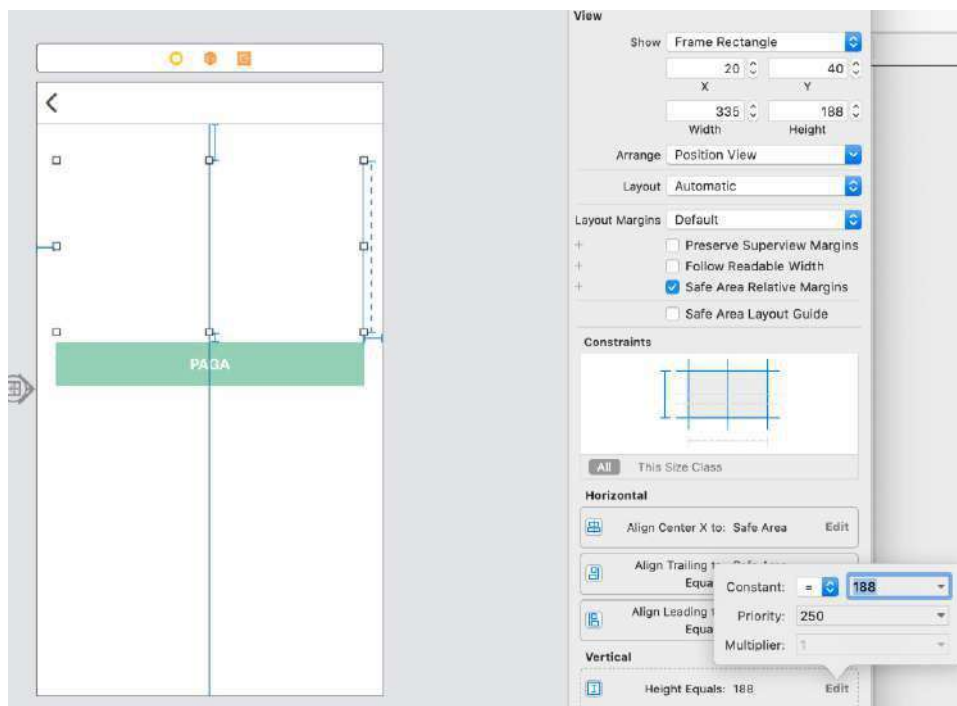 View
Show Frame Rectangle
20 40
X Y
335 188
Width Height
Arrange Position View
Layout Automatic
Layout Margins Default
Preserve Superview Margins
Follow Readable Width
Safe Area Relative Margins
Safe Area Layout Guide
PAGA
Constraints
All This Size Class
Horizontal
Align Center X to: Safe Area Edit
Align Trailing
Equa
Constant: = 188
Align Leading
Equa
Priority: 250
Multiplier: 1
Vertical
Height Equals: 188 Edit